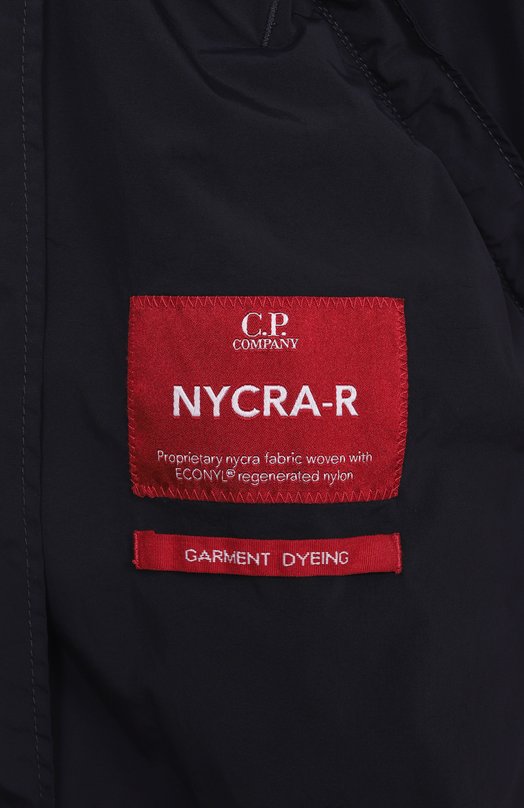 C.P.
COMPANY
NYCRA-R
Proprietary nycra fabric woven with
ECONYL® regenerated nylon
GARMENT DYEING